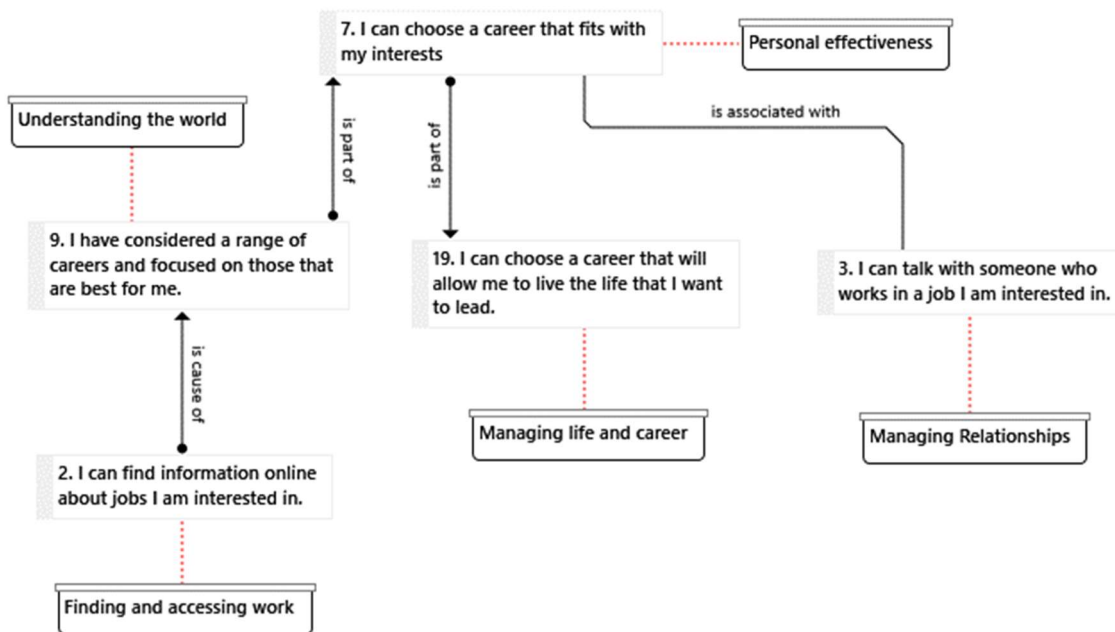 7. I can choose a career that fits with
my interests
Personal effectiveness
is associated with
Understanding the world
is part of
is part of
9. I have considered a range of
careers and focused on those that
are best for me.
19. I can choose a career that will
allow me to live the life that I want
to lead.
3. I can talk with someone who
works in a job I am interested in.
is cause of
Managing life and career
Managing Relationships
2. I can find information online
about jobs I am interested in.
Finding and accessing work